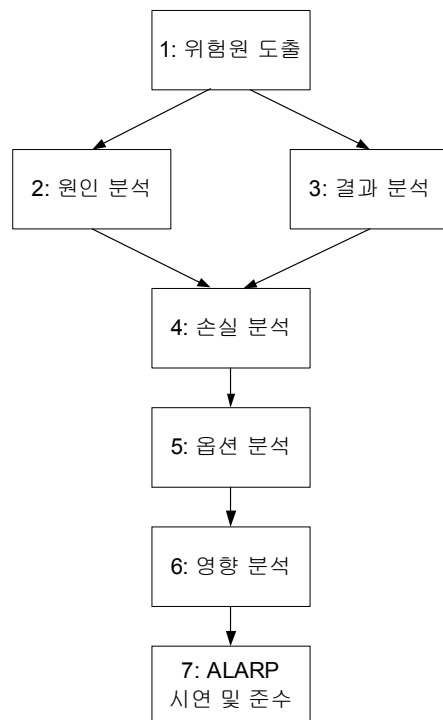 1: 위험원 도출
2: 원인 분석
3: 결과 분석
4: 손실 분석
5: 옵션 분석
6: 영향 분석
7: ALARP
시연 및 준수